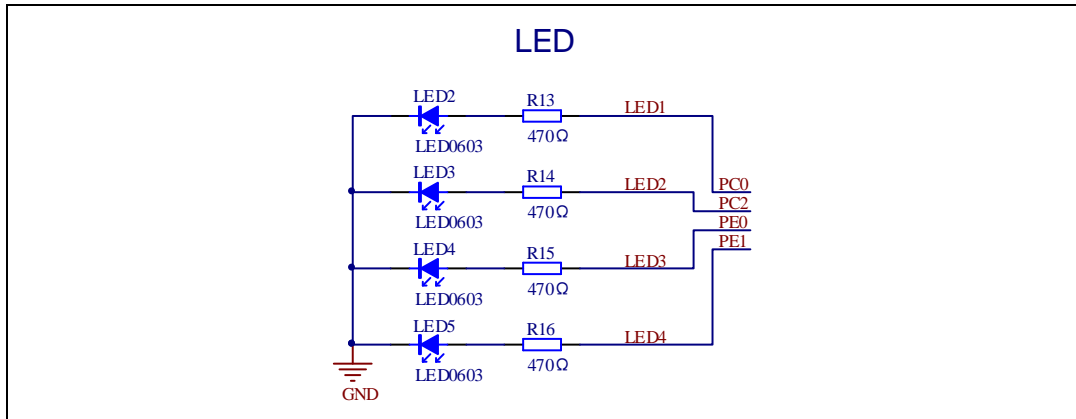 LED
LED2 R13 LED1
LED0603 470Ω
LED3 R14 LED2 PC0
LED0603 470Ω PC2
PE0
LED4 R15 LED3 PE1
LED0603 470Ω
LED5 R16 LED4
LED0603 470Ω
GND